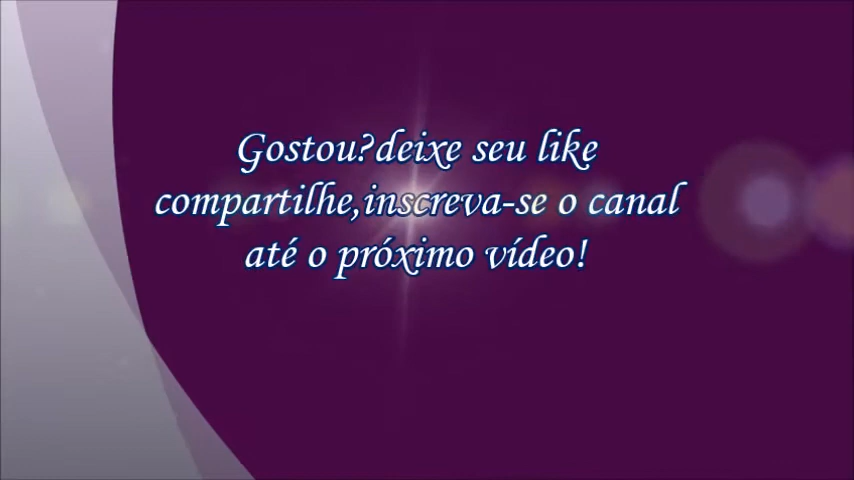 Gostou?deixe seu like
compartilhe,inscreva-se o canal
até o próximo vídeo!